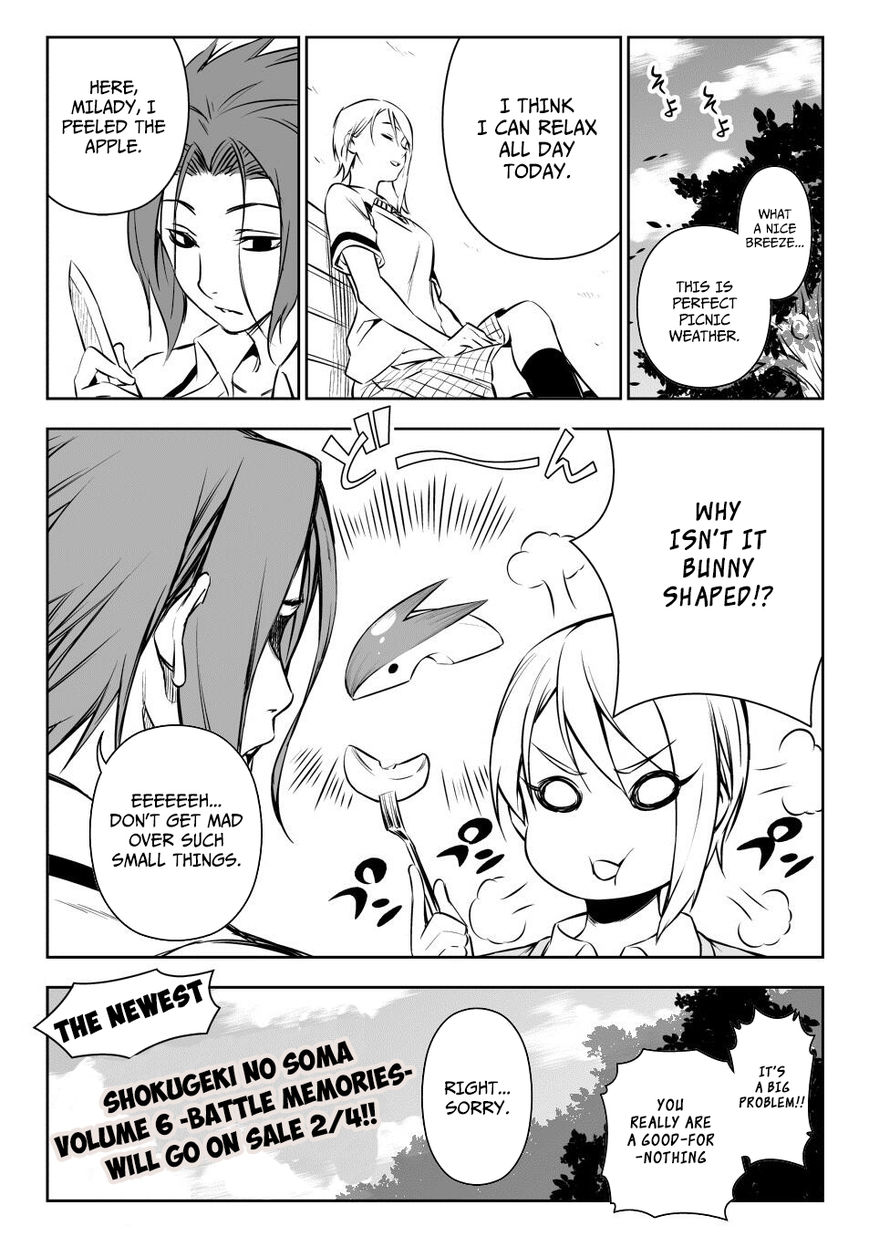 そよ
そよ
WHAT
A NICE
BREEZE...
THIS IS
PERFECT
PICNIC
WEATHER.
I THINK
I CAN RELAX
ALL DAY
TODAY.
HERE,
MILADY, I
PEELED THE
APPLE.
WHY
ISN'T IT
BUNNY
SHAPED!?
どーん
プン
プン
プン
EEEEEEH...
DON'T GET MAD
OVER SUCH
SMALL THINGS.
IT'S
A BIG
PROBLEM!!
YOU
REALLY ARE
A GOOD-FOR
-NOTHING
RIGHT...
SORRY.
THE NEWEST
SHOKUGEKI NO SOMA
VOLUME 6 -BATTLE MEMORIES-
WILL GO ON SALE 2/4!!